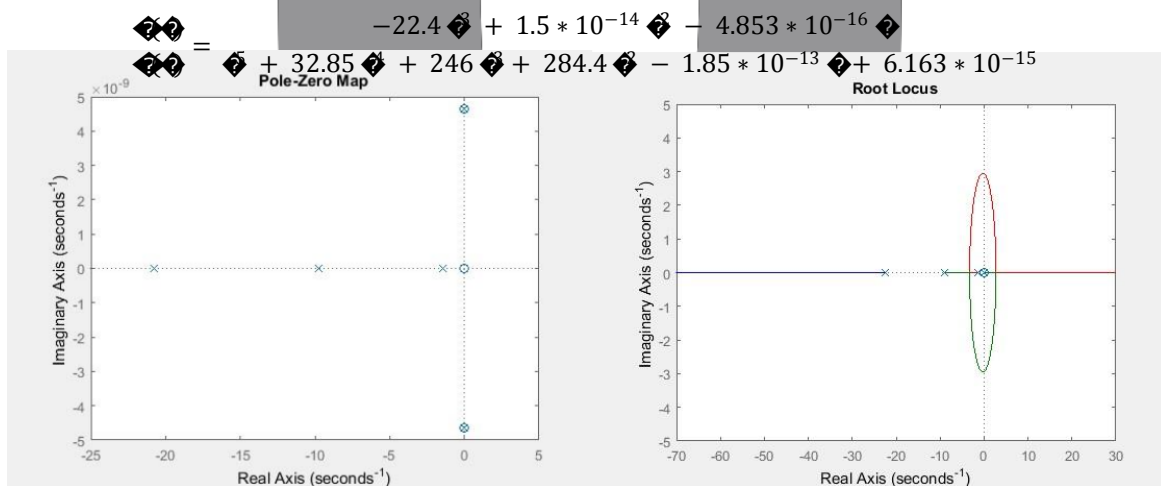 −22.4 � + 1.5 ∗ 10⁻¹⁴ � − 4.853 ∗ 10⁻¹⁶ �
=
+ 32.85 � + 246 � + 284.4 � − 1.85 ∗ 10⁻¹³ � + 6.163 ∗ 10⁻¹⁵
Pole-Zero Map
×10⁻⁹
5
4
3
2
1
0
-1
-2
-3
-4
-5
Imaginary Axis (seconds⁻¹)
-25 -20 -15 -10 -5 0 5
Real Axis (seconds⁻¹)
Root Locus
5
4
3
2
1
0
-1
-2
-3
-4
-5
Imaginary Axis (seconds⁻¹)
-70 -60 -50 -40 -30 -20 -10 0 10 20 30
Real Axis (seconds⁻¹)